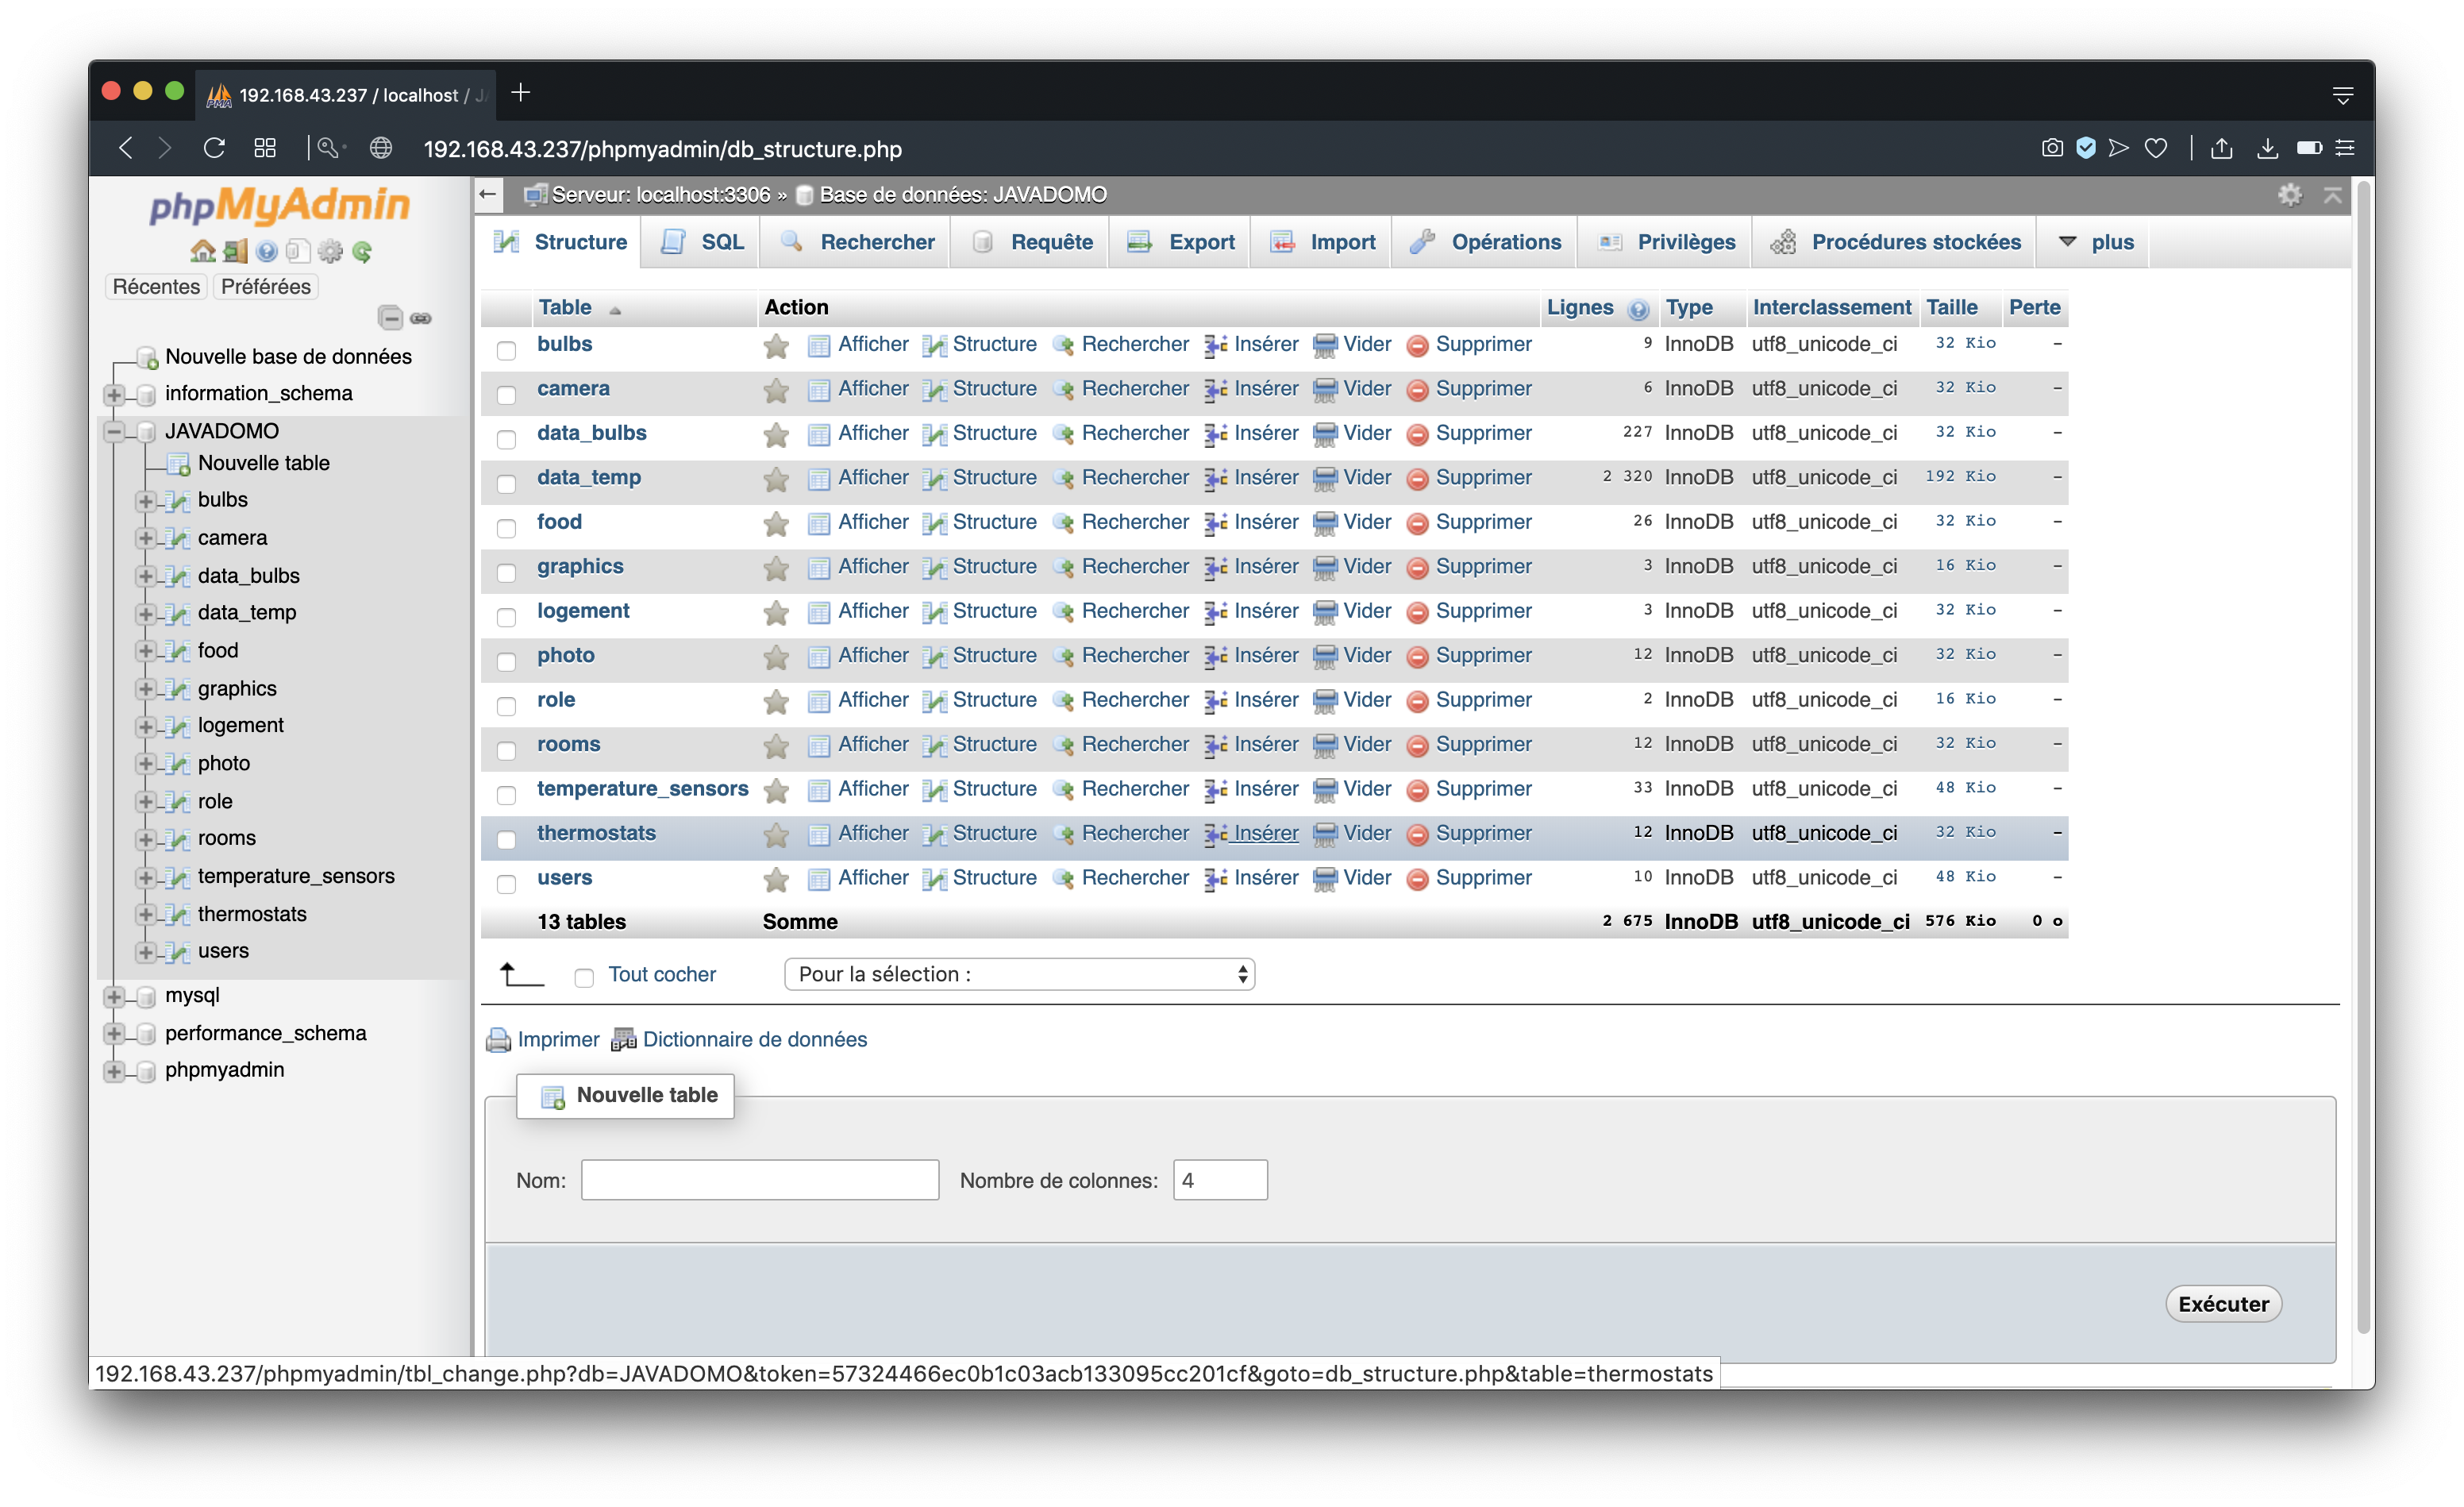 192.168.43.237 / localhost / JA
192.168.43.237/phpmyadmin/db_structure.php
phpMyAdmin
Récentes Préférées
Nouvelle base de données
information_schema
JAVADOMO
Nouvelle table
bulbs
camera
data_bulbs
data_temp
food
graphics
logement
photo
role
rooms
temperature_sensors
thermostats
users
mysql
performance_schema
phpmyadmin
Serveur: localhost:3306 » Base de données: JAVADOMO
Structure SQL Rechercher Requête Export Import Opérations Privilèges Procédures stockées plus
Table Action Lignes Type Interclassement Taille Perte
bulbs Afficher Structure Rechercher Insérer Vider Supprimer 9 InnoDB utf8_unicode_ci 32 Kio -
camera Afficher Structure Rechercher Insérer Vider Supprimer 6 InnoDB utf8_unicode_ci 32 Kio -
data_bulbs Afficher Structure Rechercher Insérer Vider Supprimer 227 InnoDB utf8_unicode_ci 32 Kio -
data_temp Afficher Structure Rechercher Insérer Vider Supprimer 2 320 InnoDB utf8_unicode_ci 192 Kio -
food Afficher Structure Rechercher Insérer Vider Supprimer 26 InnoDB utf8_unicode_ci 32 Kio -
graphics Afficher Structure Rechercher Insérer Vider Supprimer 3 InnoDB utf8_unicode_ci 16 Kio -
logement Afficher Structure Rechercher Insérer Vider Supprimer 3 InnoDB utf8_unicode_ci 32 Kio -
photo Afficher Structure Rechercher Insérer Vider Supprimer 12 InnoDB utf8_unicode_ci 32 Kio -
role Afficher Structure Rechercher Insérer Vider Supprimer 2 InnoDB utf8_unicode_ci 16 Kio -
rooms Afficher Structure Rechercher Insérer Vider Supprimer 12 InnoDB utf8_unicode_ci 32 Kio -
temperature_sensors Afficher Structure Rechercher Insérer Vider Supprimer 33 InnoDB utf8_unicode_ci 48 Kio -
thermostats Afficher Structure Rechercher Insérer Vider Supprimer 12 InnoDB utf8_unicode_ci 32 Kio -
users Afficher Structure Rechercher Insérer Vider Supprimer 10 InnoDB utf8_unicode_ci 48 Kio -
13 tables Somme 2 675 InnoDB utf8_unicode_ci 576 Kio 0 o
Tout cocher Pour la sélection :
Imprimer Dictionnaire de données
Nouvelle table
Nom: Nombre de colonnes: 4
Exécuter
192.168.43.237/phpmyadmin/tbl_change.php?db=JAVADOMO&token=57324466ec0b1c03acb133095cc201cf&goto=db_structure.php&table=thermostats